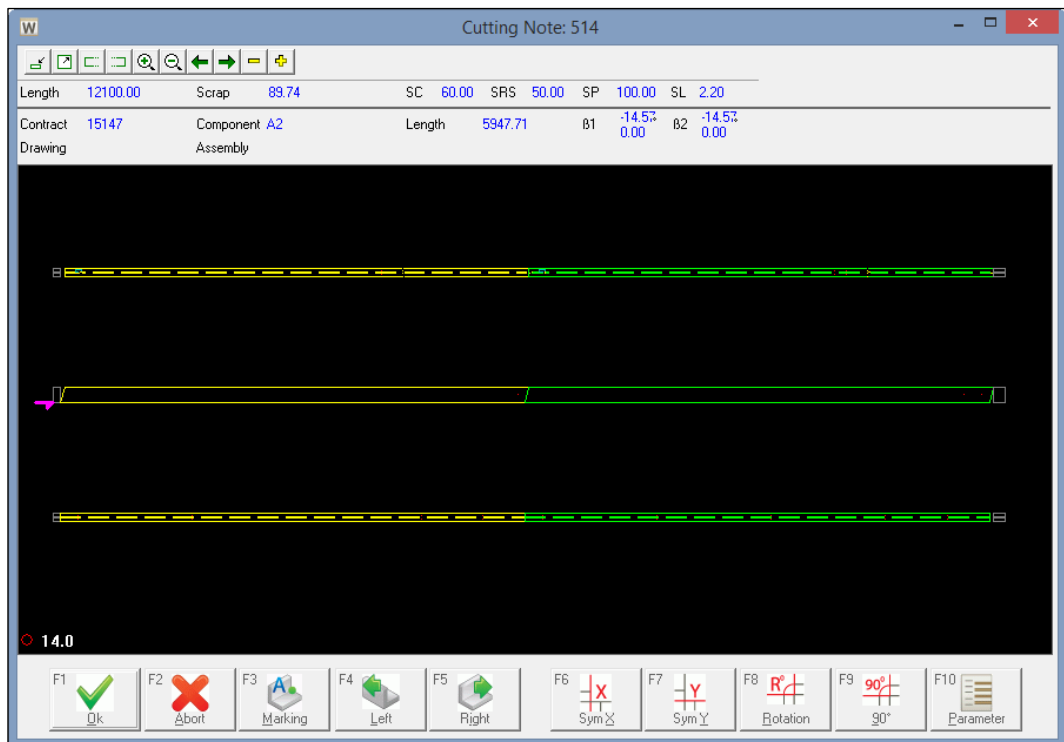 W Cutting Note: 514
Length 12100.00 Scrap 89.74 SC 60.00 SRS 50.00 SP 100.00 SL 2.20
Contract 15147 Component A2 Length 5947.71 ß1 -14.57 0.00 ß2 -14.57 0.00
Drawing Assembly
14.0
F1 F2 F3 A F4 F5 F6 X F7 Y F8 R° F9 90° F10
Ok Abort Marking Left Right Sym X Sym Y Rotation 90° Parameter